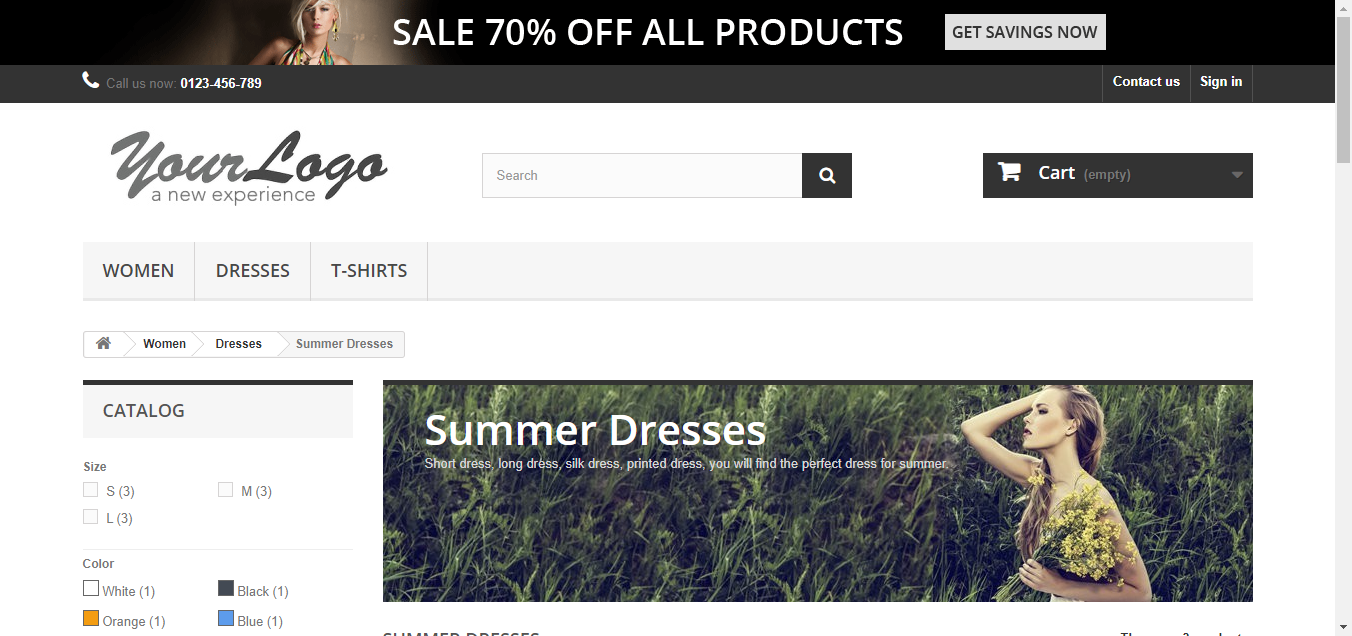 SALE 70% OFF ALL PRODUCTS
GET SAVINGS NOW
Call us now: 0123-456-789
Contact us
Sign in
YourLogo
a new experience
Search
Cart (empty)
WOMEN
DRESSES
T-SHIRTS
Women
Dresses
Summer Dresses
CATALOG
Size
S (3)
M (3)
L (3)
Color
White (1)
Black (1)
Orange (1)
Blue (1)
Summer Dresses
Short dress, long dress, silk dress, printed dress, you will find the perfect dress for summer.
SUMMER DRESSES